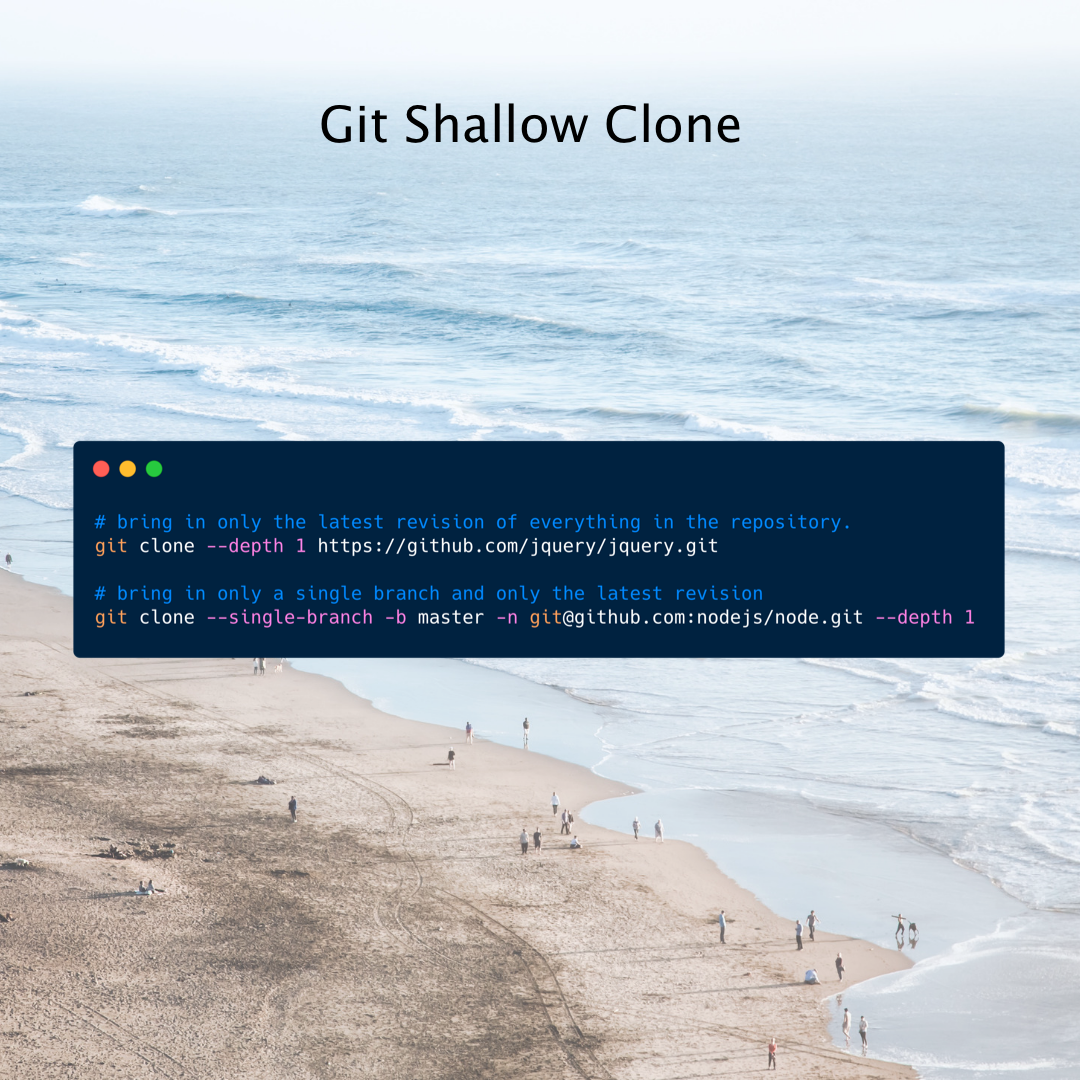 Git Shallow Clone
# bring in only the latest revision of everything in the repository.
git clone --depth 1 https://github.com/jquery/jquery.git
# bring in only a single branch and only the latest revision
git clone --single-branch -b master -n git@github.com:nodejs/node.git --depth 1